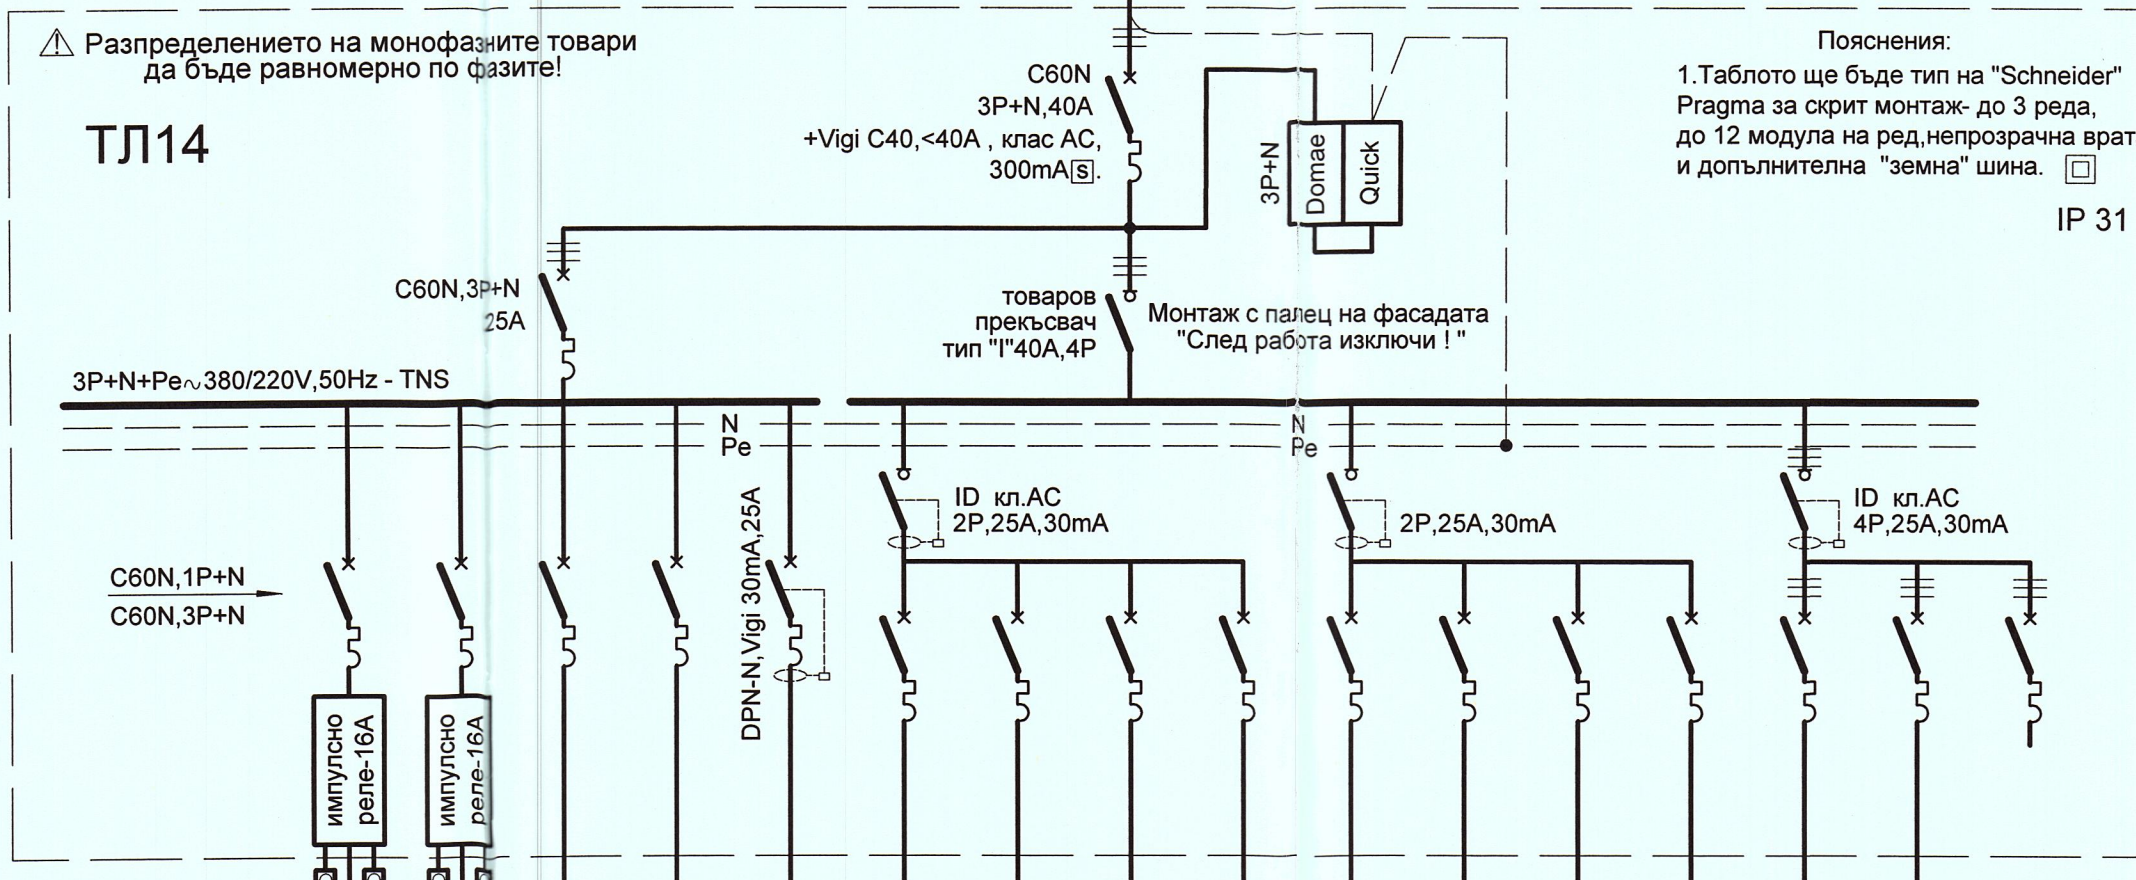 ⚠ Разпределението на монофазните товари
да бъде равномерно по фазите!
ТЛ14
C60N
3P+N,40A
+Vigi C40,<40A , клас AC,
300mA S .
3P+N
Domae
Quick
Пояснения:
1.Таблото ще бъде тип на "Schneider"
Pragma за скрит монтаж- до 3 реда,
до 12 модула на ред,непрозрачна врат
и допълнителна "земна" шина.
IP 31
C60N,3P+N
25A
товаров
прекъсвач
тип "I"40A,4P
Монтаж с палец на фасадата
"След работа изключи ! "
3P+N+Pe~380/220V,50Hz - TNS
N
Pe
N
Pe
C60N,1P+N
C60N,3P+N
DPN-N,Vigi 30mA,25A
ID кл.AC
2P,25A,30mA
2P,25A,30mA
ID кл.AC
4P,25A,30mA
импулсно
реле-16A
импулсно
реле-16A